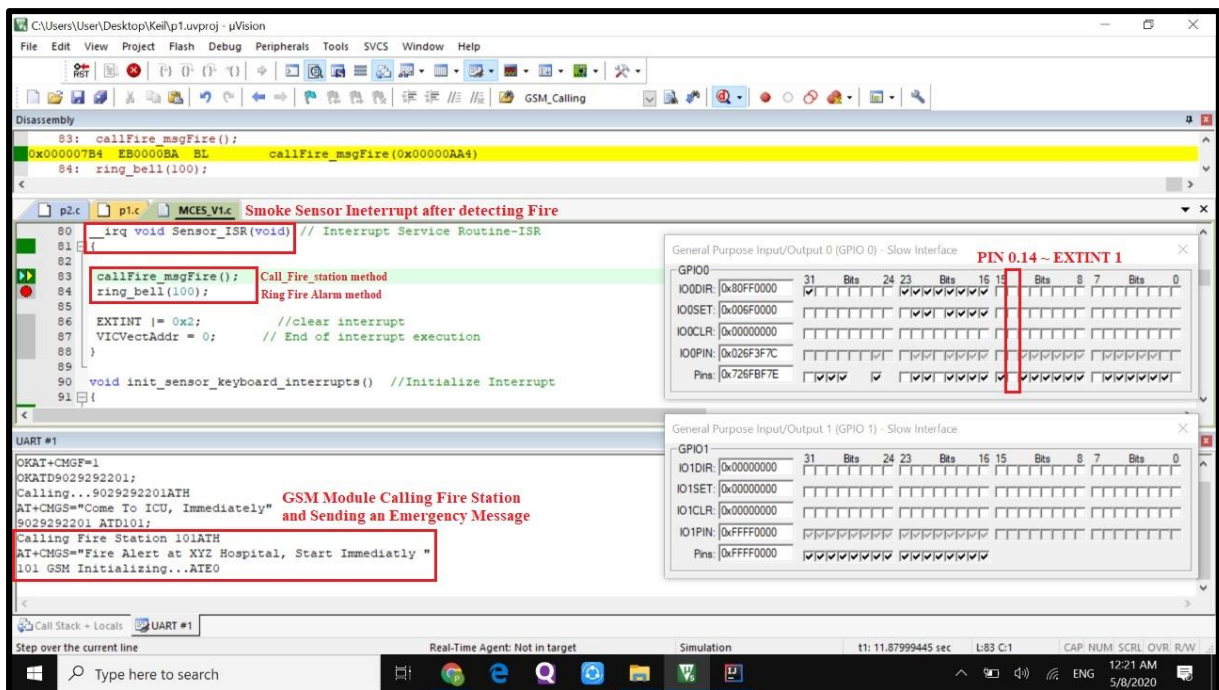 C:\Users\User\Desktop\Keil\p1.uvproj - µVision
File Edit View Project Flash Debug Peripherals Tools SVCS Window Help
RST
GSM_Calling
Disassembly
83: callFire_msgFire();
0x000007B4 EB0000BA BL callFire_msgFire(0x00000AA4)
84: ring_bell(100);
p2.c p1.c MCES_V1.c Smoke Sensor Ineterrupt after detecting Fire
80 __irq void Sensor_ISR(void) // Interrupt Service Routine-ISR
81 {
82
83 callFire_msgFire(); Call_Fire_station method
84 ring_bell(100); Ring Fire Alarm method
85
86 EXTINT |= 0x2; //clear interrupt
87 VICVectAddr = 0; // End of interrupt execution
88 }
89
90 void init_sensor_keyboard_interrupts() //Initialize Interrupt
91 {
General Purpose Input/Output 0 (GPIO 0) - Slow Interface
PIN 0.14 ~ EXTINT 1
GPIO0
31 Bits 24 23 Bits 16 15 Bits 8 7 Bits 0
IO0DIR: 0x80FF0000
IO0SET: 0x006F0000
IO0CLR: 0x00000000
IO0PIN: 0x026F3F7C
Pins: 0x726FBF7E
UART #1
OKAT+CMGF=1
OKATD9029292201;
Calling...9029292201ATH
AT+CMGS="Come To ICU, Immediately"
9029292201 ATD101;
Calling Fire Station 101ATH
AT+CMGS="Fire Alert at XYZ Hospital, Start Immediatly "
101 GSM Initializing...ATE0
GSM Module Calling Fire Station
and Sending an Emergency Message
General Purpose Input/Output 1 (GPIO 1) - Slow Interface
GPIO1
31 Bits 24 23 Bits 16 15 Bits 8 7 Bits 0
IO1DIR: 0x00000000
IO1SET: 0x00000000
IO1CLR: 0x00000000
IO1PIN: 0xFFFF0000
Pins: 0xFFFF0000
Call Stack + Locals UART #1
Step over the current line Real-Time Agent: Not in target Simulation t1: 11.87999445 sec L:83 C:1 CAP NUM SCRL OVR R/W
Type here to search
ENG
12:21 AM
5/8/2020